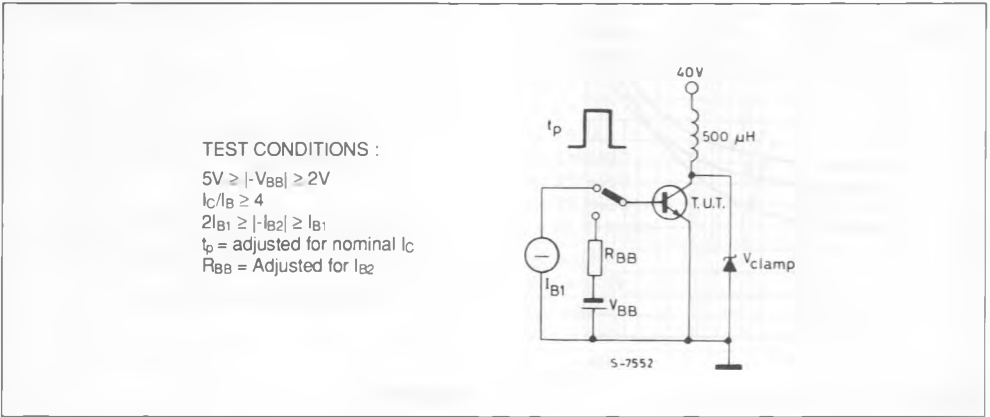 TEST CONDITIONS :
5V ≥ |-VBB| ≥ 2V
IC/IB ≥ 4
2IB1 ≥ |-IB2| ≥ IB1
tp = adjusted for nominal IC
RBB = Adjusted for IB2
40V
tp
500 µH
T.U.T.
RBB
Vclamp
IB1
VBB
S-7552